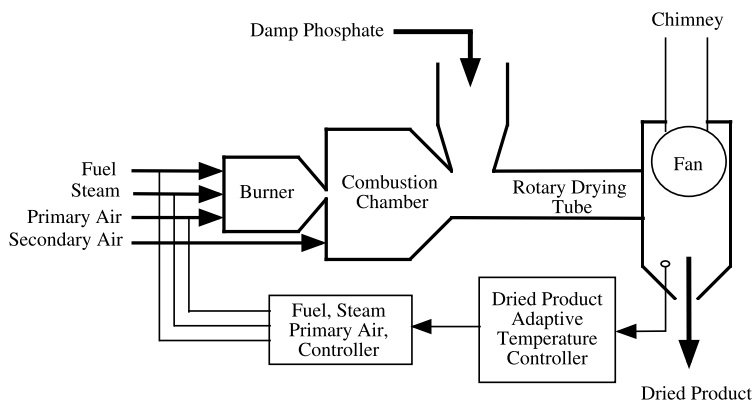 Chimney
Damp Phosphate
Fuel
Steam
Primary Air
Secondary Air
Burner
Combustion
Chamber
Rotary Drying
Tube
Fan
Fuel, Steam
Primary Air,
Controller
Dried Product
Adaptive
Temperature
Controller
Dried Product